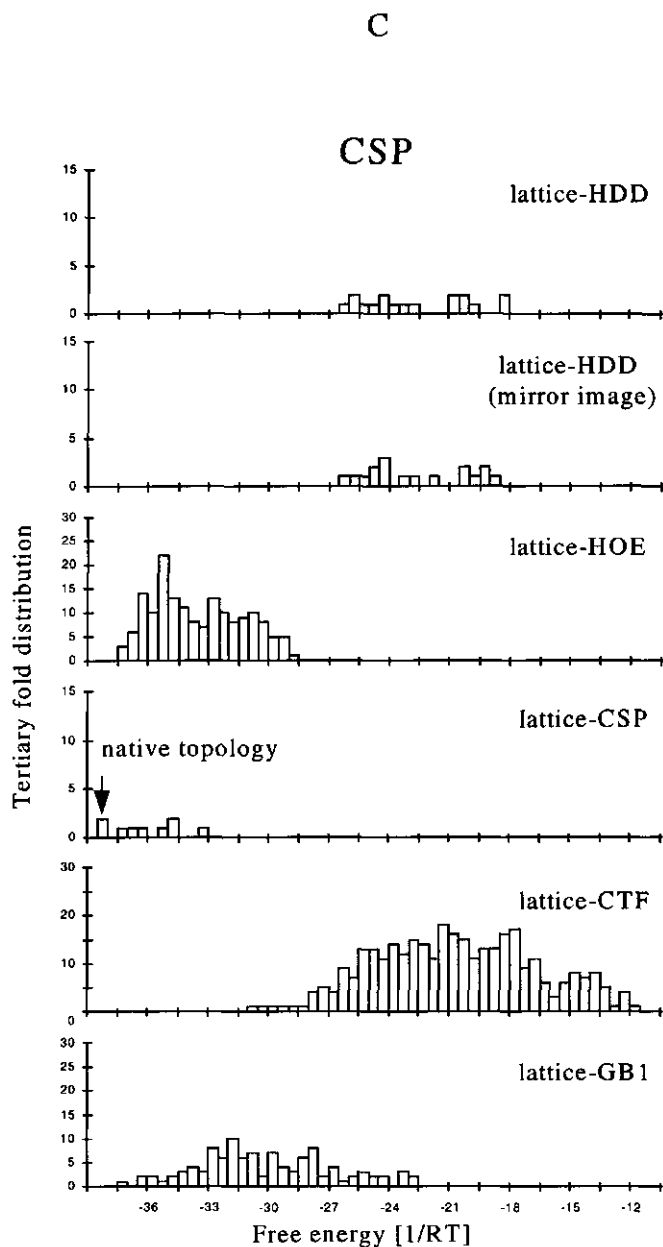 C
CSP
15
lattice-HDD
10
5
0
15
lattice-HDD
(mirror image)
10
5
0
30
25
lattice-HOE
20
15
10
5
0
15
lattice-CSP
10
native topology
5
0
30
lattice-CTF
20
10
0
30
25
lattice-GB1
20
15
10
5
0
-36 -33 -30 -27 -24 -21 -18 -15 -12
Free energy [1/RT]
Tertiary fold distribution